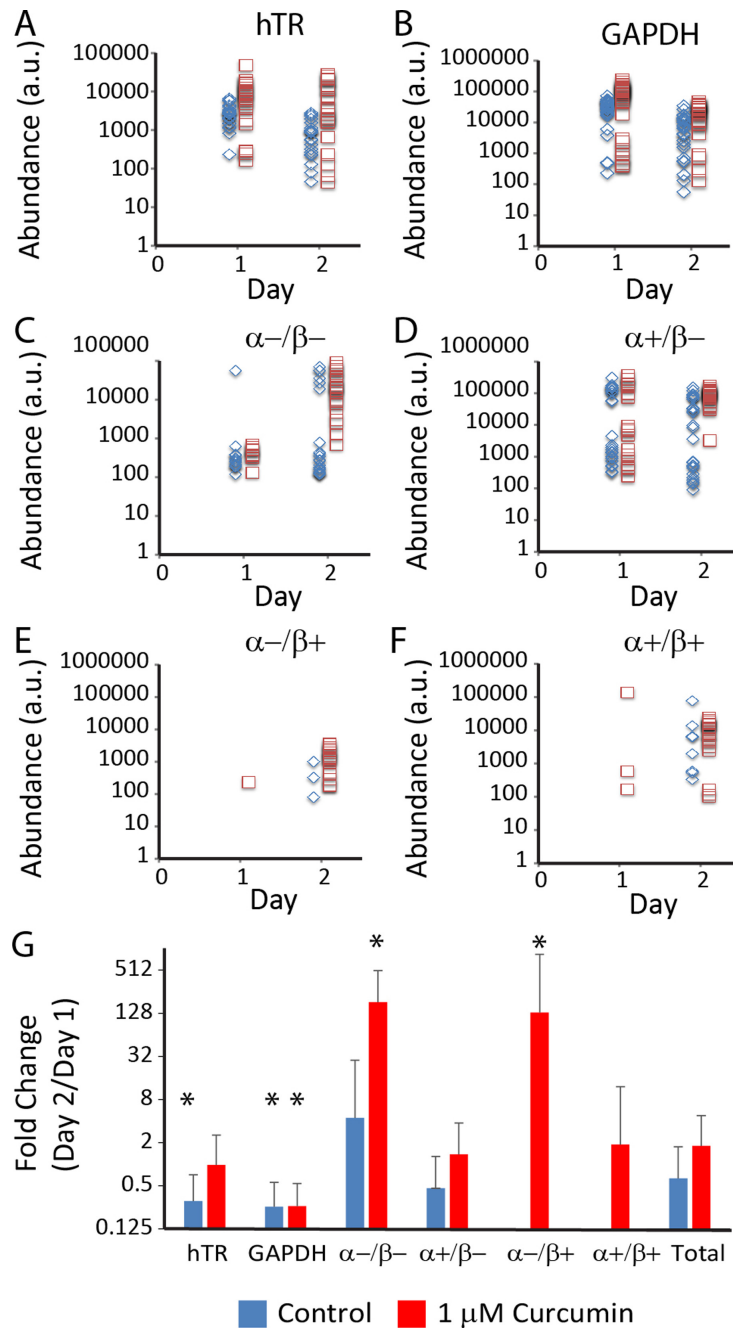 A
hTR
Abundance (a.u.)
100000
10000
1000
100
10
1
0
1
2
Day
B
GAPDH
Abundance (a.u.)
1000000
100000
10000
1000
100
10
1
0
1
2
Day
C
α−/β−
Abundance (a.u.)
100000
10000
1000
100
10
1
0
1
2
Day
D
α+/β−
Abundance (a.u.)
1000000
100000
10000
1000
100
10
1
0
1
2
Day
E
α−/β+
Abundance (a.u.)
1000000
100000
10000
1000
100
10
1
0
1
2
Day
F
α+/β+
Abundance (a.u.)
1000000
100000
10000
1000
100
10
1
0
1
2
Day
G
Fold Change
(Day 2/Day 1)
512
128
32
8
2
0.5
0.125
*
* *
*
*
hTR GAPDH α−/β− α+/β− α−/β+ α+/β+ Total
Control 1 μM Curcumin